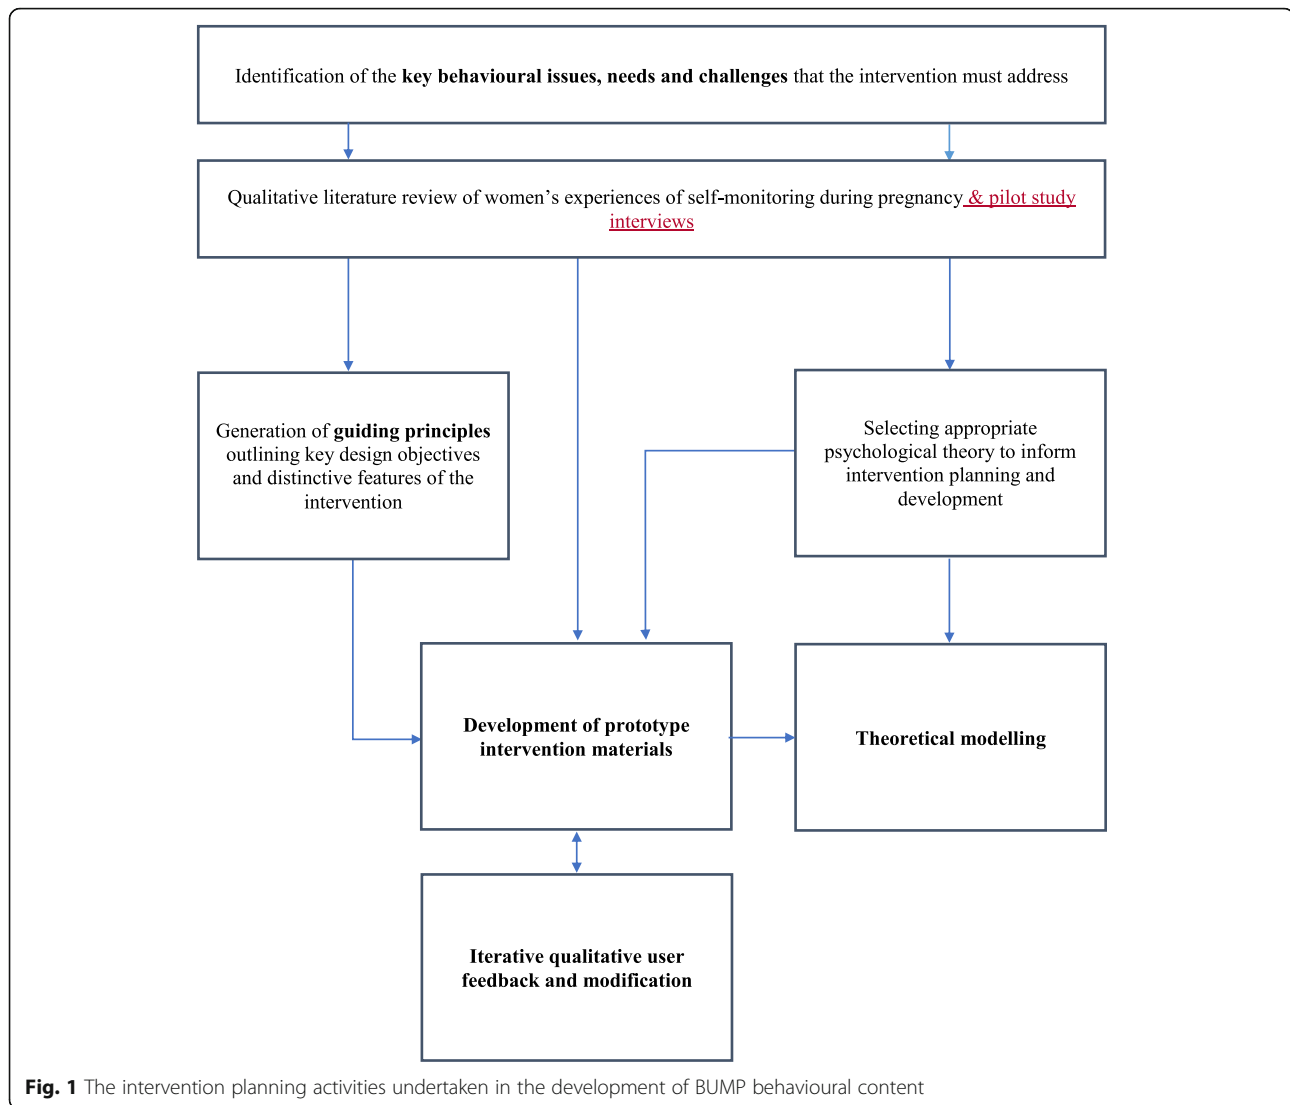 Identification of the key behavioural issues, needs and challenges that the intervention must address
Qualitative literature review of women’s experiences of self-monitoring during pregnancy & pilot study
interviews
Generation of guiding principles
outlining key design objectives
and distinctive features of the
intervention
Selecting appropriate
psychological theory to inform
intervention planning and
development
Development of prototype
intervention materials
Theoretical modelling
Iterative qualitative user
feedback and modification
Fig. 1 The intervention planning activities undertaken in the development of BUMP behavioural content